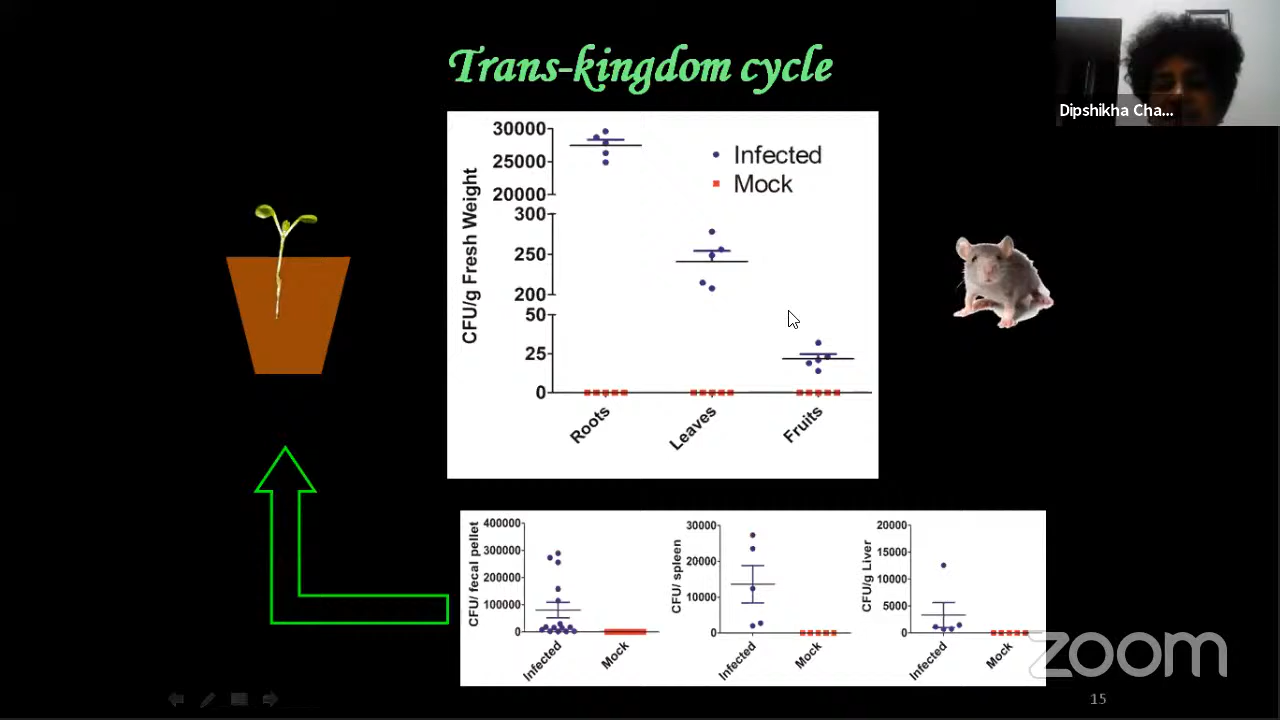 Trans-kingdom cycle
Dipshikha Cha...
CFU/g Fresh Weight
30000
25000
20000
300
250
200
50
25
0
Infected
Mock
Roots
Leaves
Fruits
CFU/ fecal pellet
400000
300000
200000
100000
0
Infected
Mock
CFU/ spleen
30000
20000
10000
0
Infected
Mock
CFU/g Liver
20000
15000
10000
5000
0
Infected
Mock
zoom
15